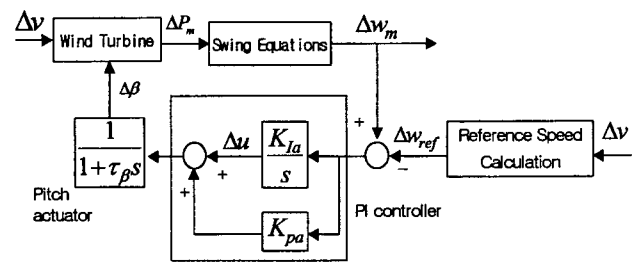 Δv
Wind Turbine
ΔP_m
Swing Equations
Δw_m
Δβ
1
1+τ_β s
Pitch
actuator
+
Δu
+
K_Ia
s
+
K_pa
+
−
Δw_ref
PI controller
Reference Speed
Calculation
Δv